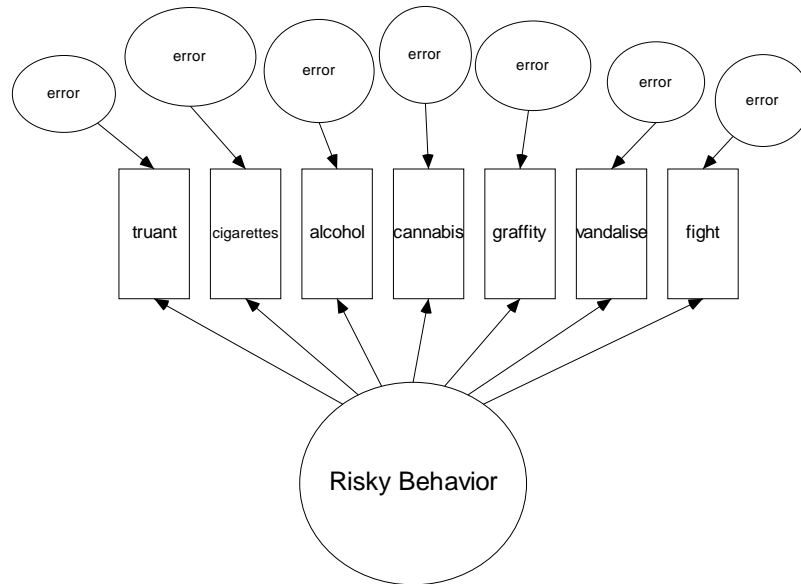 error
error
error
error
error
error
error
truant
cigarettes
alcohol
cannabis
graffity
vandalise
fight
Risky Behavior